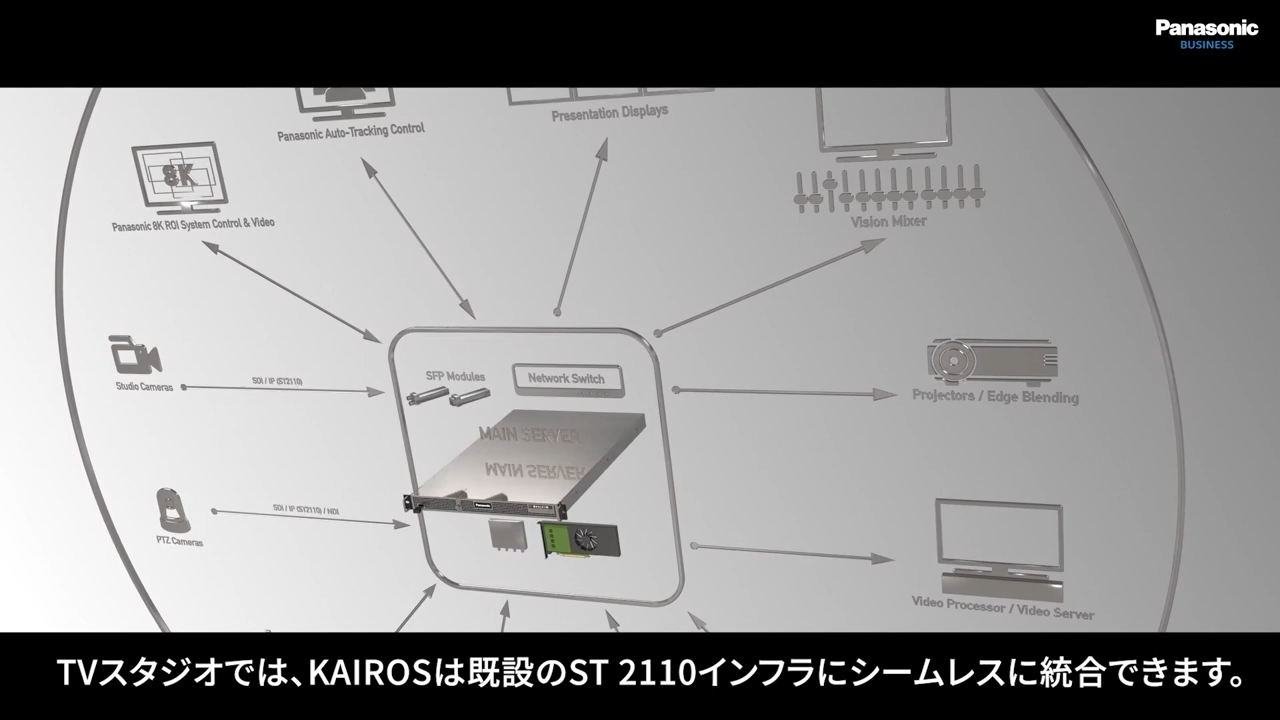 Panasonic
BUSINESS
Presentation Displays
Panasonic Auto-Tracking Control
8K
Panasonic 8K ROI System Control & Video
Vision Mixer
Studio Cameras
SDI / IP (ST2110)
SFP Modules
Network Switch
Projectors / Edge Blending
MAIN SERVER
MAIN SERVER
Panasonic
SDI / IP (ST2110) / NDI
PTZ Cameras
Video Processor / Video Server
TVスタジオでは、KAIROSは既設のST 2110インフラにシームレスに統合できます。